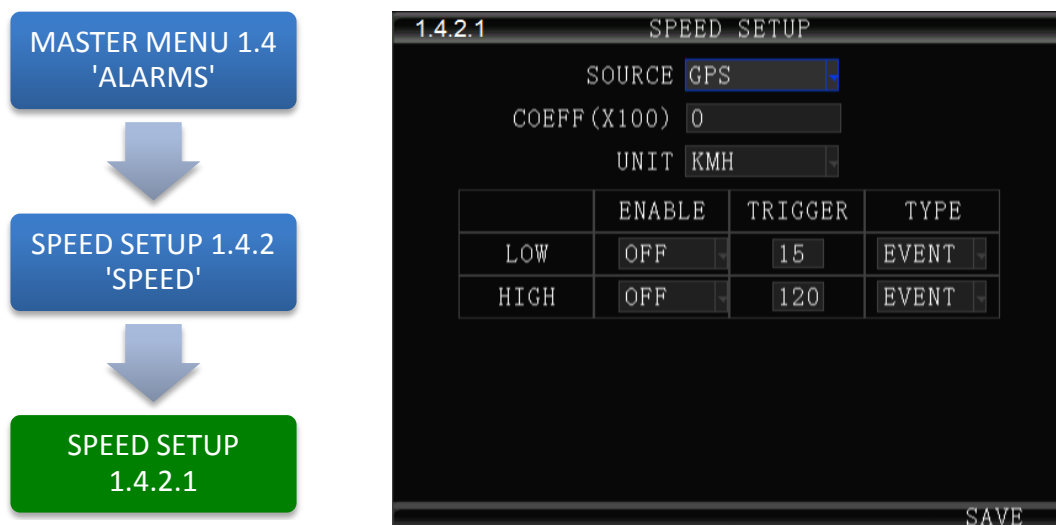 MASTER MENU 1.4
'ALARMS'
SPEED SETUP 1.4.2
'SPEED'
SPEED SETUP
1.4.2.1
1.4.2.1 SPEED SETUP
SOURCE GPS
COEFF(X100) 0
UNIT KMH
ENABLE TRIGGER TYPE
LOW OFF 15 EVENT
HIGH OFF 120 EVENT
SAVE